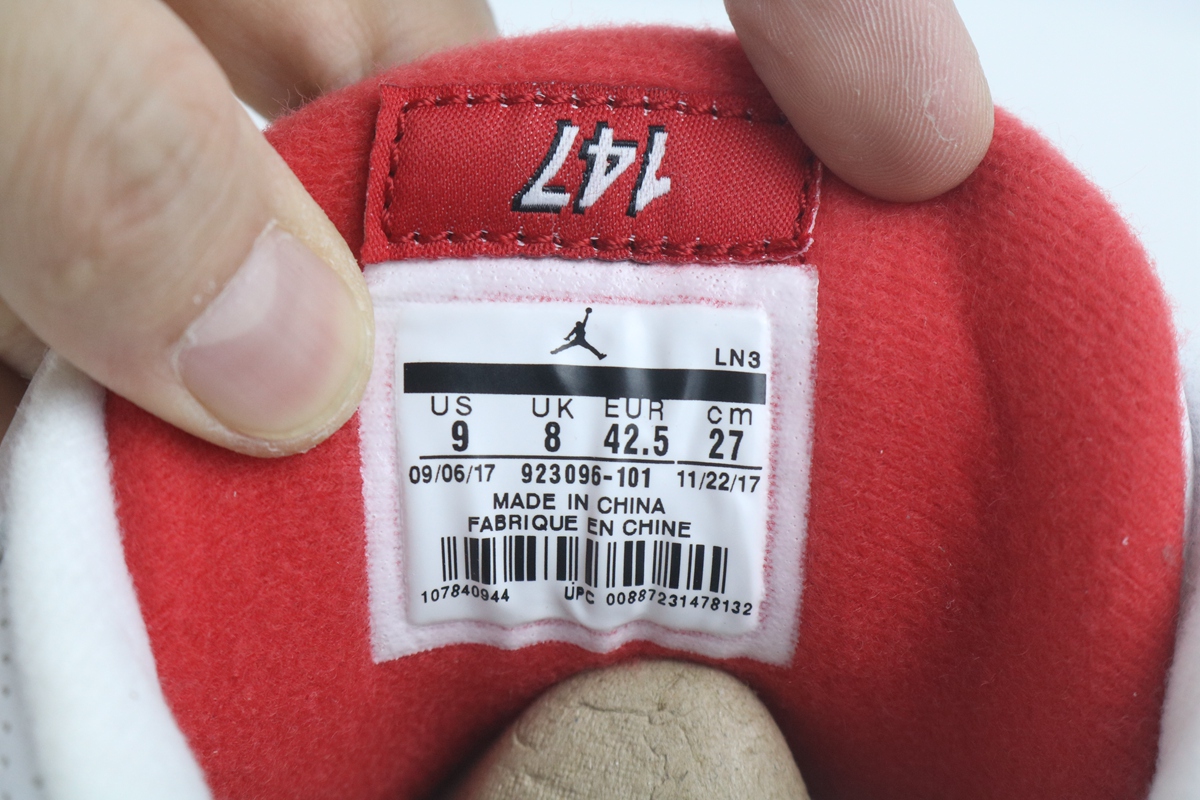 147
LN3
US UK EUR cm
9 8 42.5 27
09/06/17 923096-101 11/22/17
MADE IN CHINA
FABRIQUE EN CHINE
107840944 UPC 00887231478132